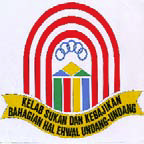 KELAB SUKAN DAN KEBAJIKAN
BAHAGIAN HAL EHWAL UNDANG-UNDANG